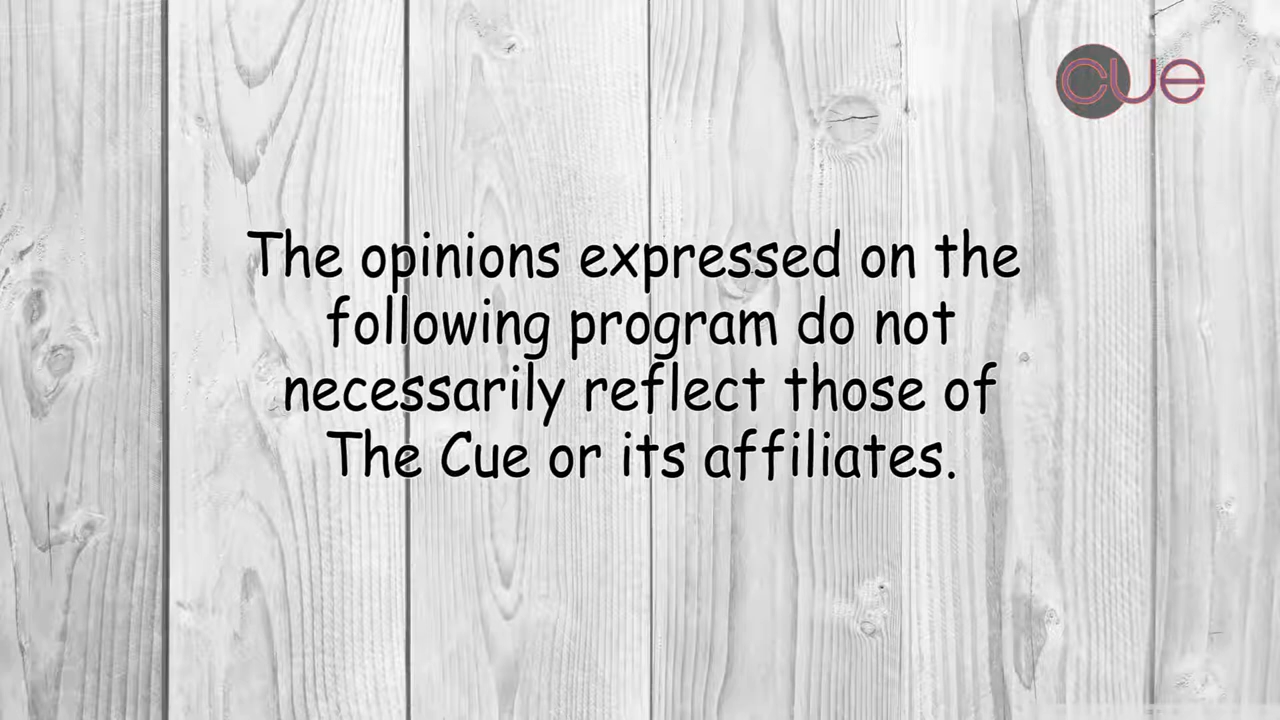 cue
The opinions expressed on the
following program do not
necessarily reflect those of
The Cue or its affiliates.